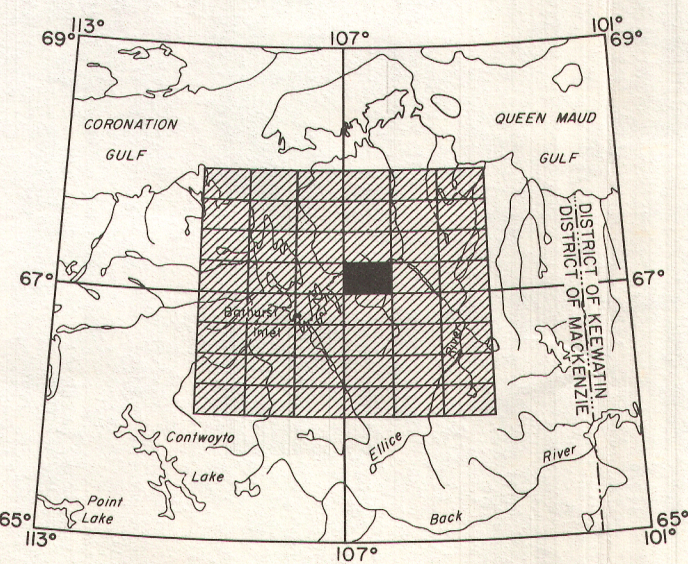 113°
101°
69°
107°
69°
CORONATION
GULF
QUEEN MAUD
GULF
DISTRICT OF KEEWATIN
DISTRICT OF MACKENZIE
67°
67°
Bathurst
Inlet
River
Contwoyto
Lake
Ellice
River
Point
Lake
Back
65°
65°
113°
107°
101°